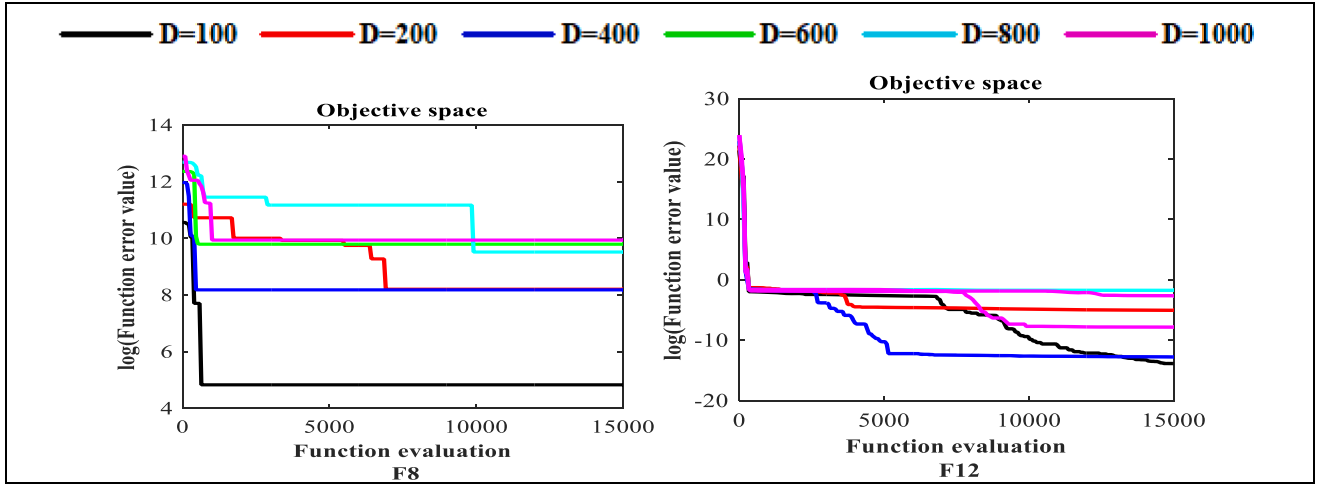 D=100 D=200 D=400 D=600 D=800 D=1000
Objective space
14
12
10
8
6
4
log(Function error value)
0 5000 10000 15000
Function evaluation
F8
Objective space
30
20
10
0
-10
-20
log(Function error value)
0 5000 10000 15000
Function evaluation
F12